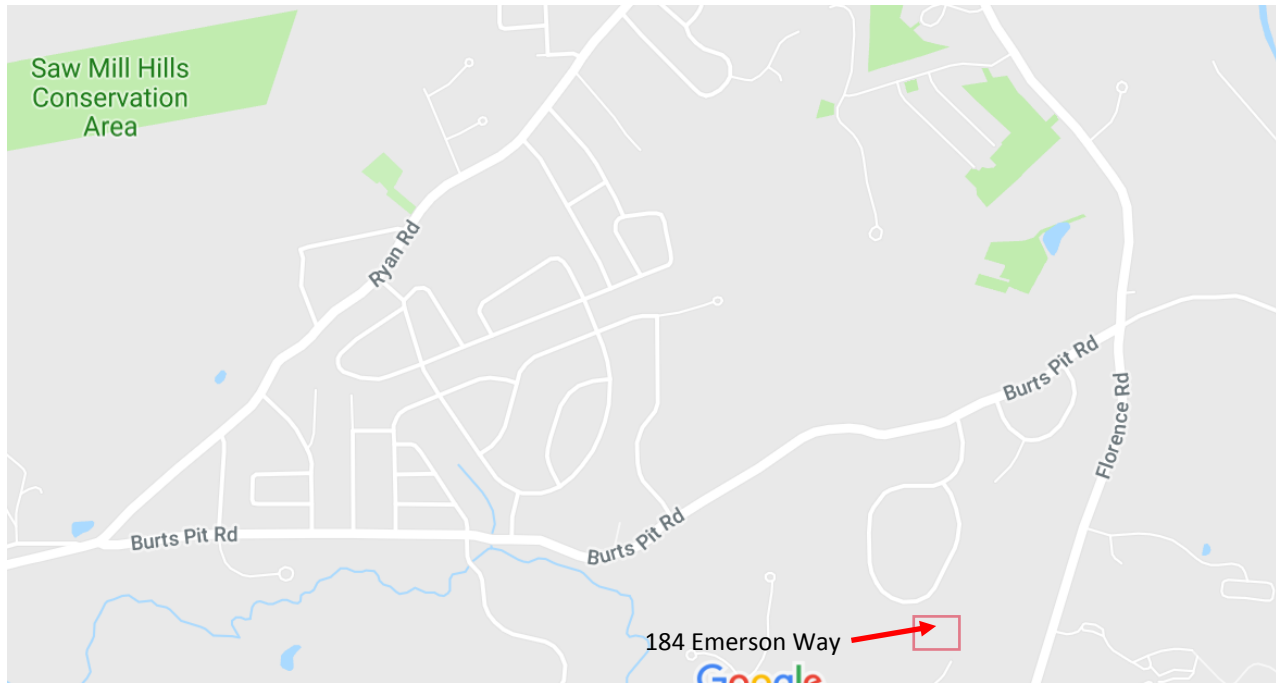 Saw Mill Hills
Conservation
Area
Ryan Rd
Burts Pit Rd
Florence Rd
Burts Pit Rd
Burts Pit Rd
184 Emerson Way
Google